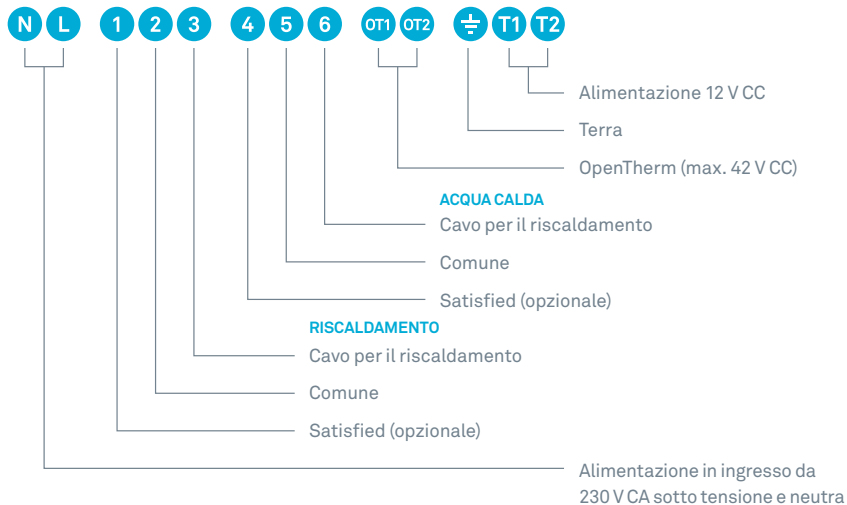 N L 1 2 3 4 5 6 OT1 OT2 T1 T2
Alimentazione 12 V CC
Terra
OpenTherm (max. 42 V CC)
ACQUA CALDA
Cavo per il riscaldamento
Comune
Satisfied (opzionale)
RISCALDAMENTO
Cavo per il riscaldamento
Comune
Satisfied (opzionale)
Alimentazione in ingresso da
230 V CA sotto tensione e neutra